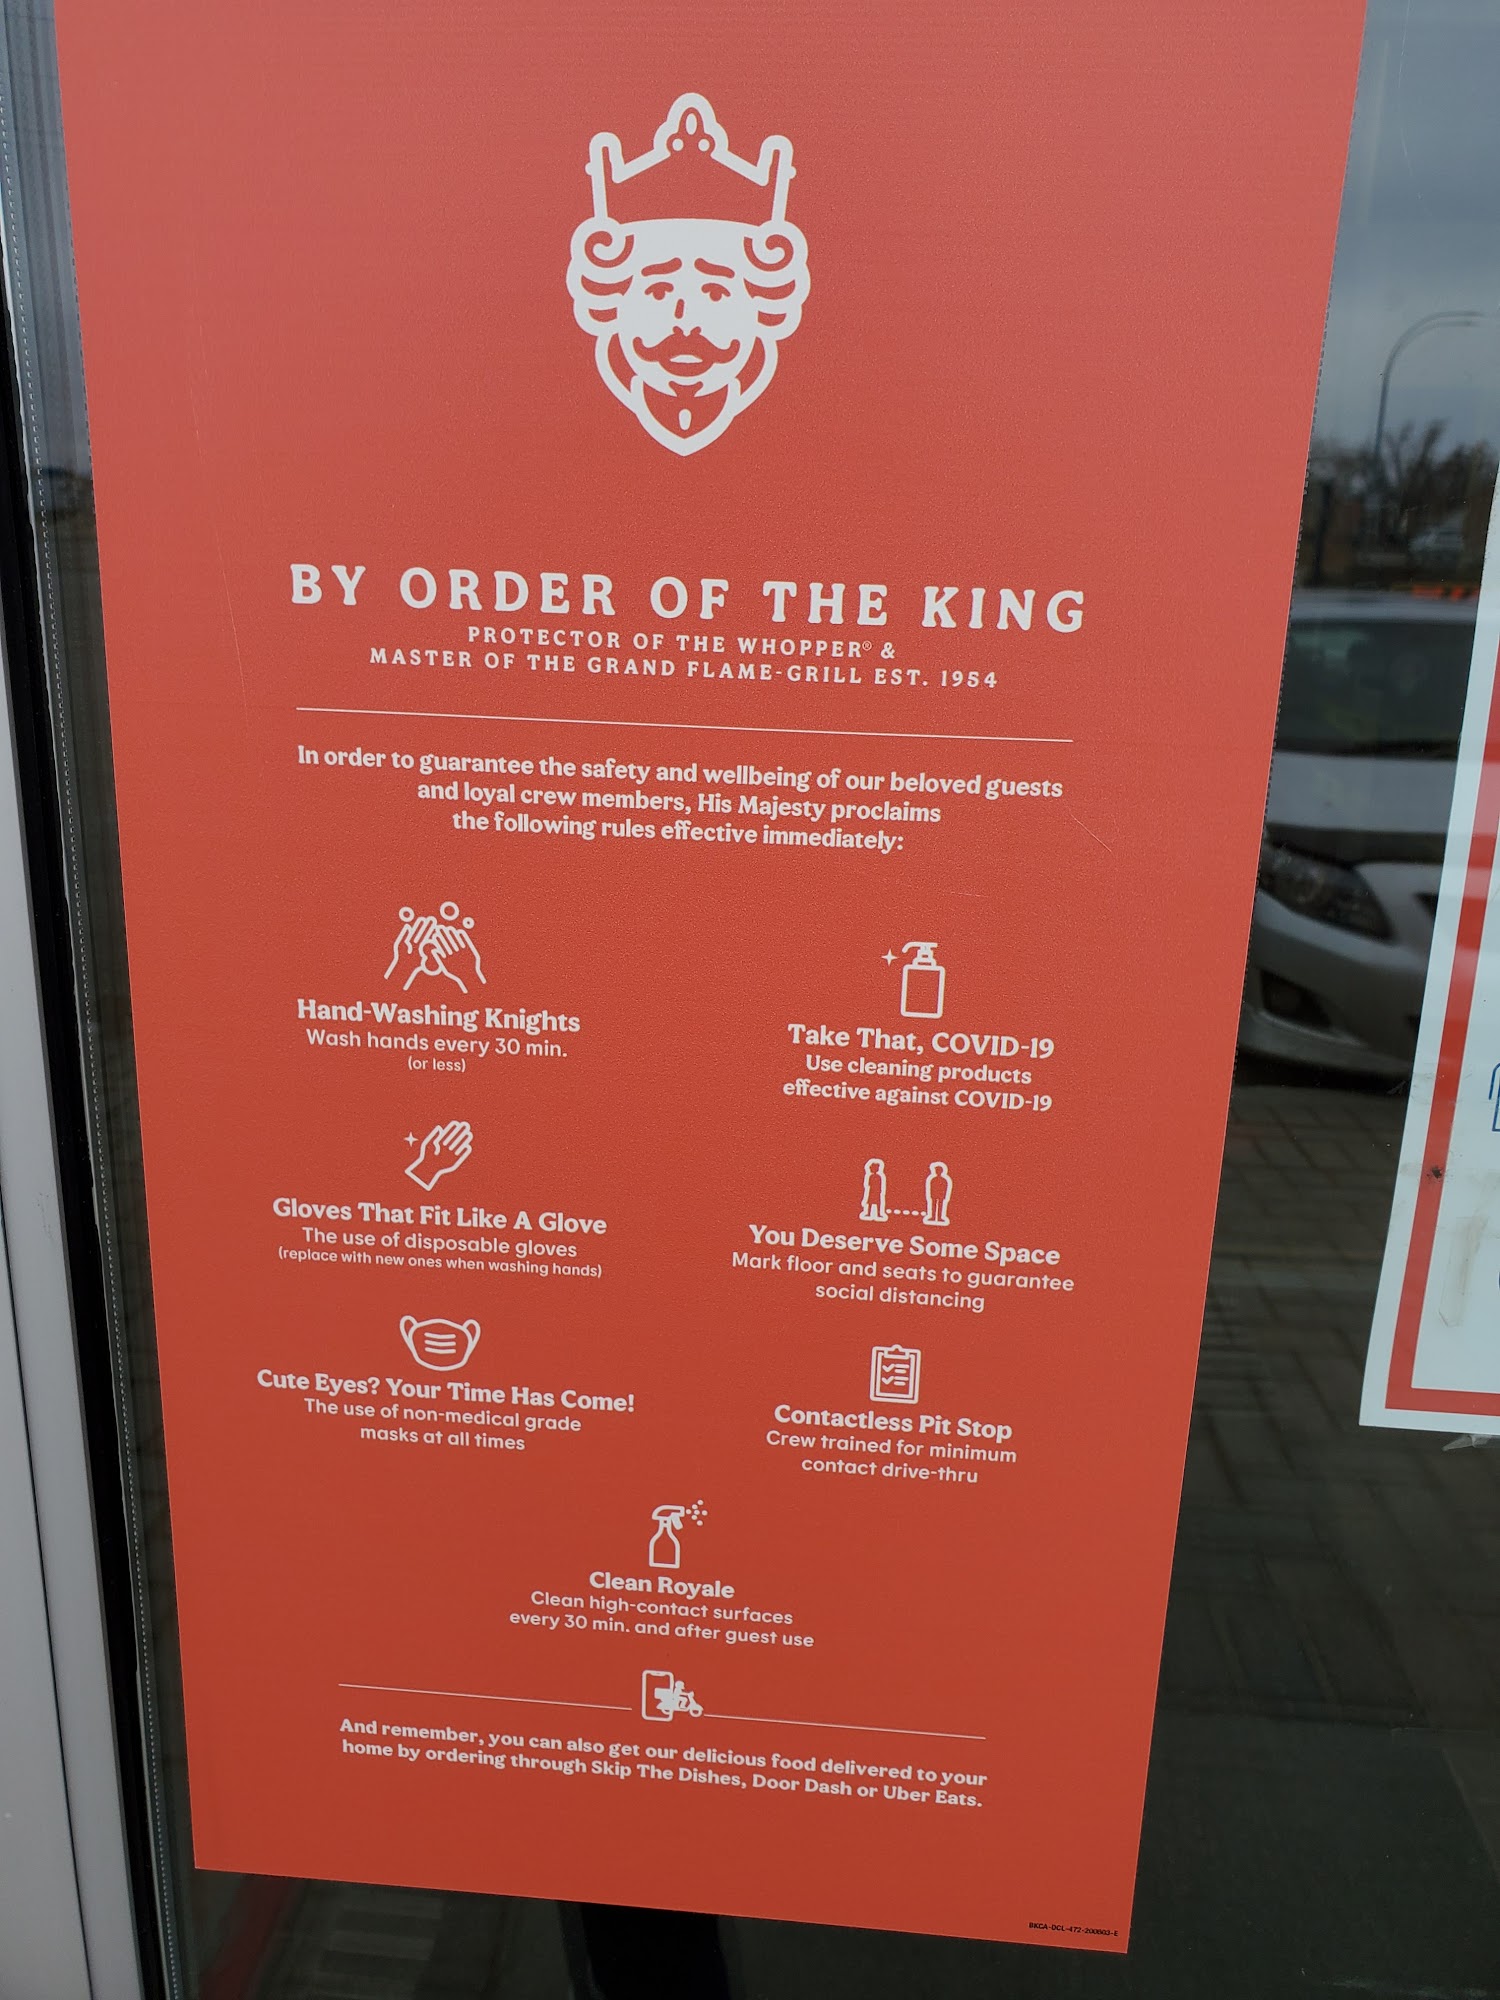 BY ORDER OF THE KING
PROTECTOR OF THE WHOPPER® &
MASTER OF THE GRAND FLAME-GRILL EST. 1954
In order to guarantee the safety and wellbeing of our beloved guests
and loyal crew members, His Majesty proclaims
the following rules effective immediately:
Hand-Washing Knights
Wash hands every 30 min.
(or less)
Take That, COVID-19
Use cleaning products
effective against COVID-19
Gloves That Fit Like A Glove
The use of disposable gloves
(replace with new ones when washing hands)
You Deserve Some Space
Mark floor and seats to guarantee
social distancing
Cute Eyes? Your Time Has Come!
The use of non-medical grade
masks at all times
Contactless Pit Stop
Crew trained for minimum
contact drive-thru
Clean Royale
Clean high-contact surfaces
every 30 min. and after guest use
And remember, you can also get our delicious food delivered to your
home by ordering through Skip The Dishes, Door Dash or Uber Eats.
BKCA-DCL-472-200603-E